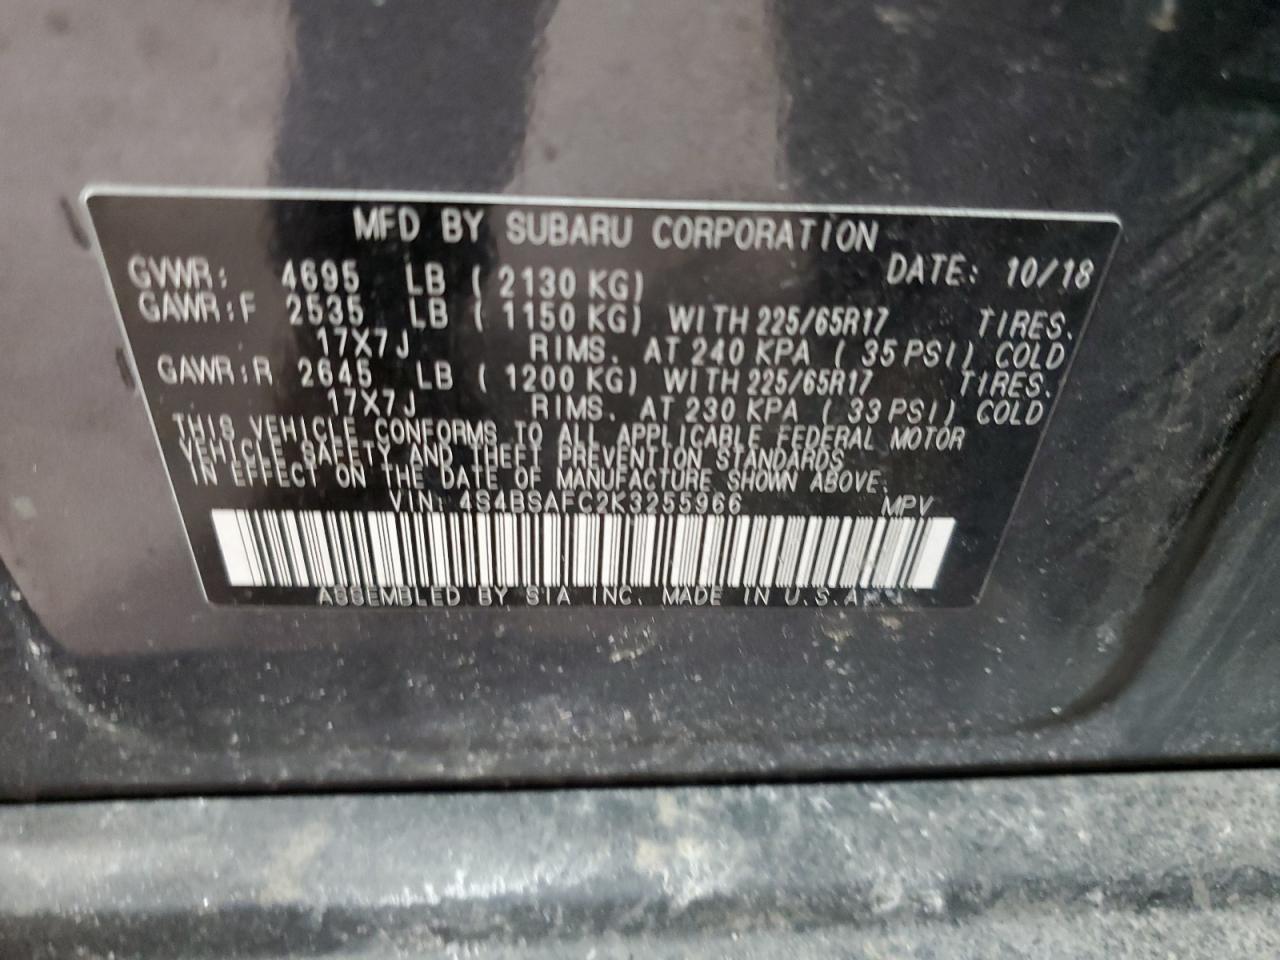 MFD BY SUBARU CORPORATION
GVWR: 4695 LB ( 2130 KG) DATE: 10/18
GAWR:F 2535 LB ( 1150 KG) WITH 225/65R17 TIRES.
17X7J RIMS. AT 240 KPA ( 35 PSI) COLD
GAWR:R 2645 LB ( 1200 KG) WITH 225/65R17 TIRES.
17X7J RIMS. AT 230 KPA ( 33 PSI) COLD
THIS VEHICLE CONFORMS TO ALL APPLICABLE FEDERAL MOTOR
VEHICLE SAFETY AND THEFT PREVENTION STANDARDS
IN EFFECT ON THE DATE OF MANUFACTURE SHOWN ABOVE.
VIN: 4S4BSAFC2K3255966 MPV
ASSEMBLED BY SIA INC. MADE IN U.S.A.